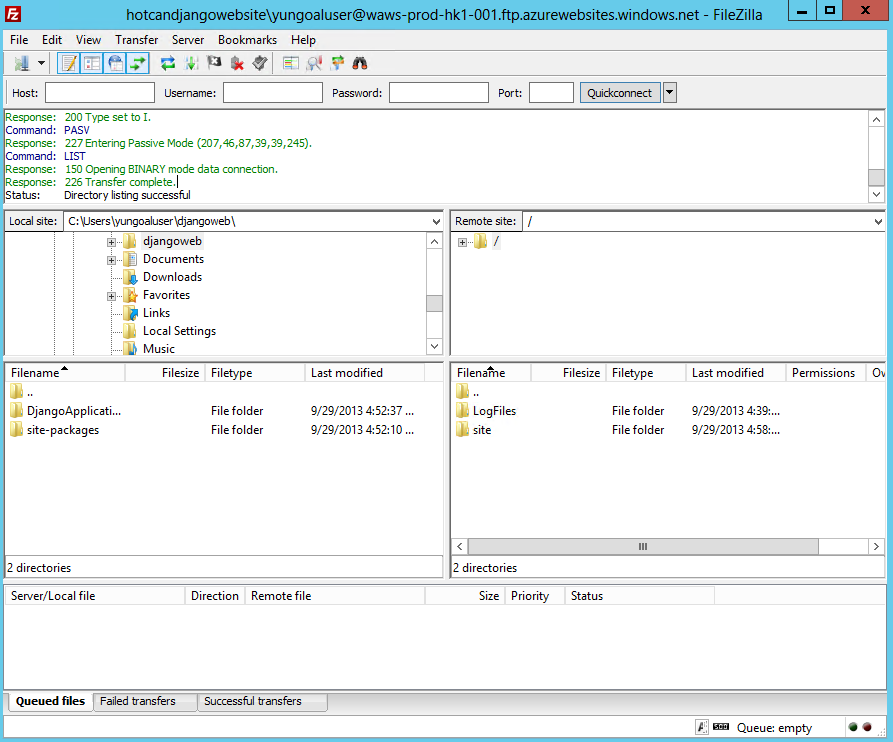 hotcandjangowebsite\yungoaluser@waws-prod-hk1-001.ftp.azurewebsites.windows.net - FileZilla
File Edit View Transfer Server Bookmarks Help
Host: Username: Password: Port: Quickconnect
Response: 200 Type set to I.
Command: PASV
Response: 227 Entering Passive Mode (207,46,87,39,39,245).
Command: LIST
Response: 150 Opening BINARY mode data connection.
Response: 226 Transfer complete.
Status: Directory listing successful
Local site: C:\Users\yungoaluser\djangoweb\
djangoweb
Documents
Downloads
Favorites
Links
Local Settings
Music
Remote site: /
/
Filename Filesize Filetype Last modified
..
DjangoApplicati... File folder 9/29/2013 4:52:37 ...
site-packages File folder 9/29/2013 4:52:10 ...
2 directories
Filename Filesize Filetype Last modified Permissions Ov
..
LogFiles File folder 9/29/2013 4:39:...
site File folder 9/29/2013 4:58:...
2 directories
Server/Local file Direction Remote file Size Priority Status
Queued files Failed transfers Successful transfers
Queue: empty